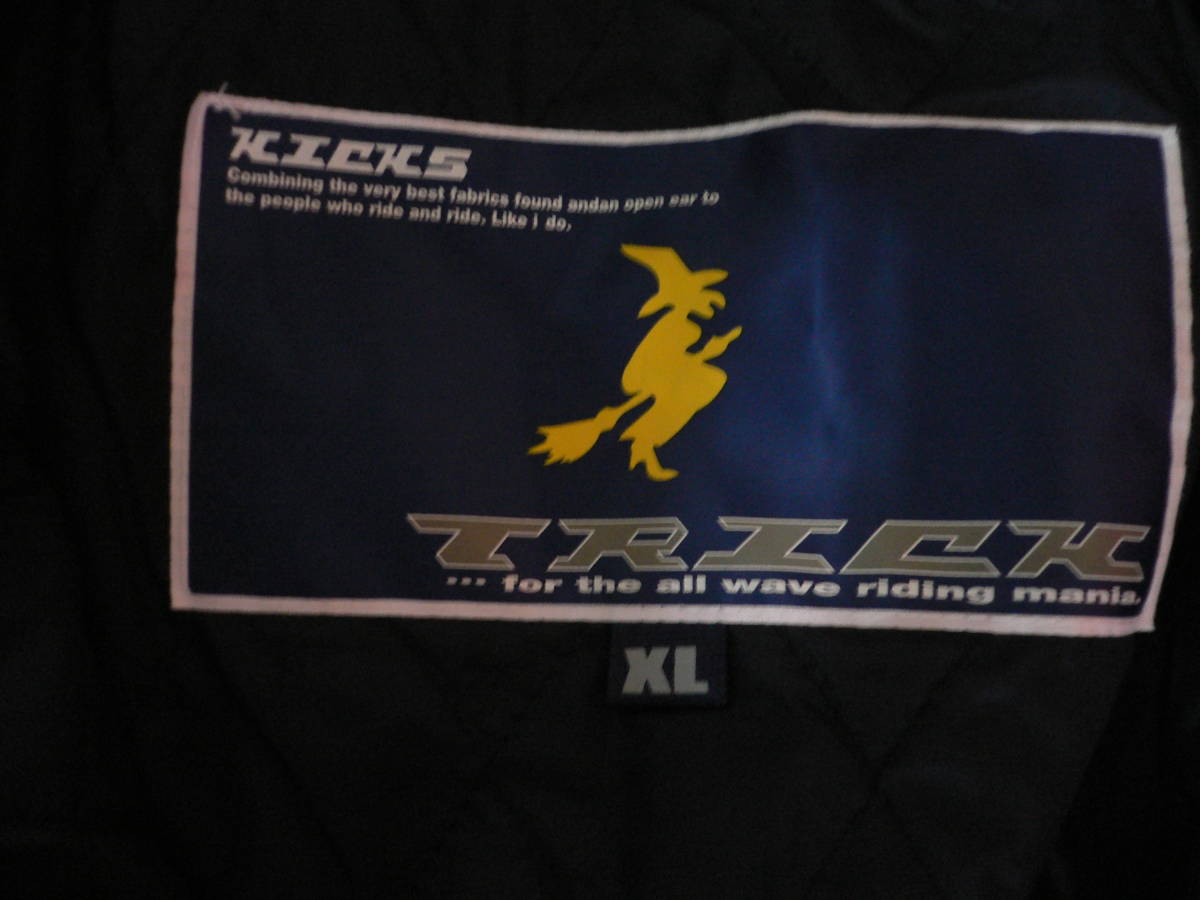 KICKS
Combining the very best fabrics found andan open ear to
the people who ride and ride. Like i do.
TRICK
... for the all wave riding mania.
XL